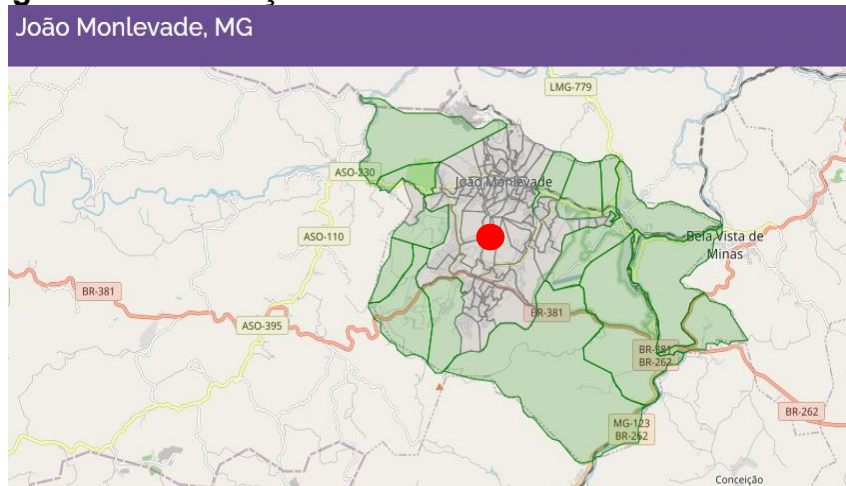 João Monlevade, MG
LMG-779
ASO-230
João Monlevade
ASO-110
Bela Vista de
Minas
BR-381
BR-381
ASO-395
BR-381
BR-262
BR-262
MG-123
BR-262
Conceição